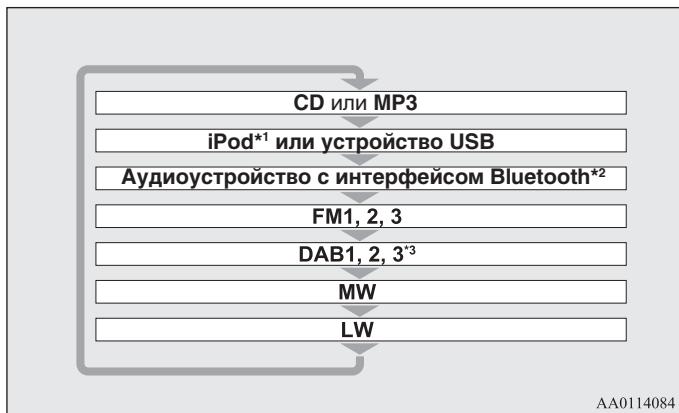 CD или MP3
iPod*1 или устройство USB
Аудиоустройство с интерфейсом Bluetooth*2
FM1, 2, 3
DAB1, 2, 3*3
MW
LW
AA0114084